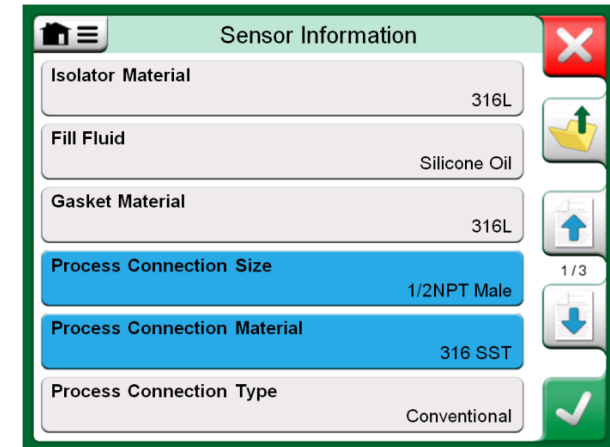 Sensor Information
Isolator Material
316L
Fill Fluid
Silicone Oil
Gasket Material
316L
Process Connection Size
1/2NPT Male
1/3
Process Connection Material
316 SST
Process Connection Type
Conventional